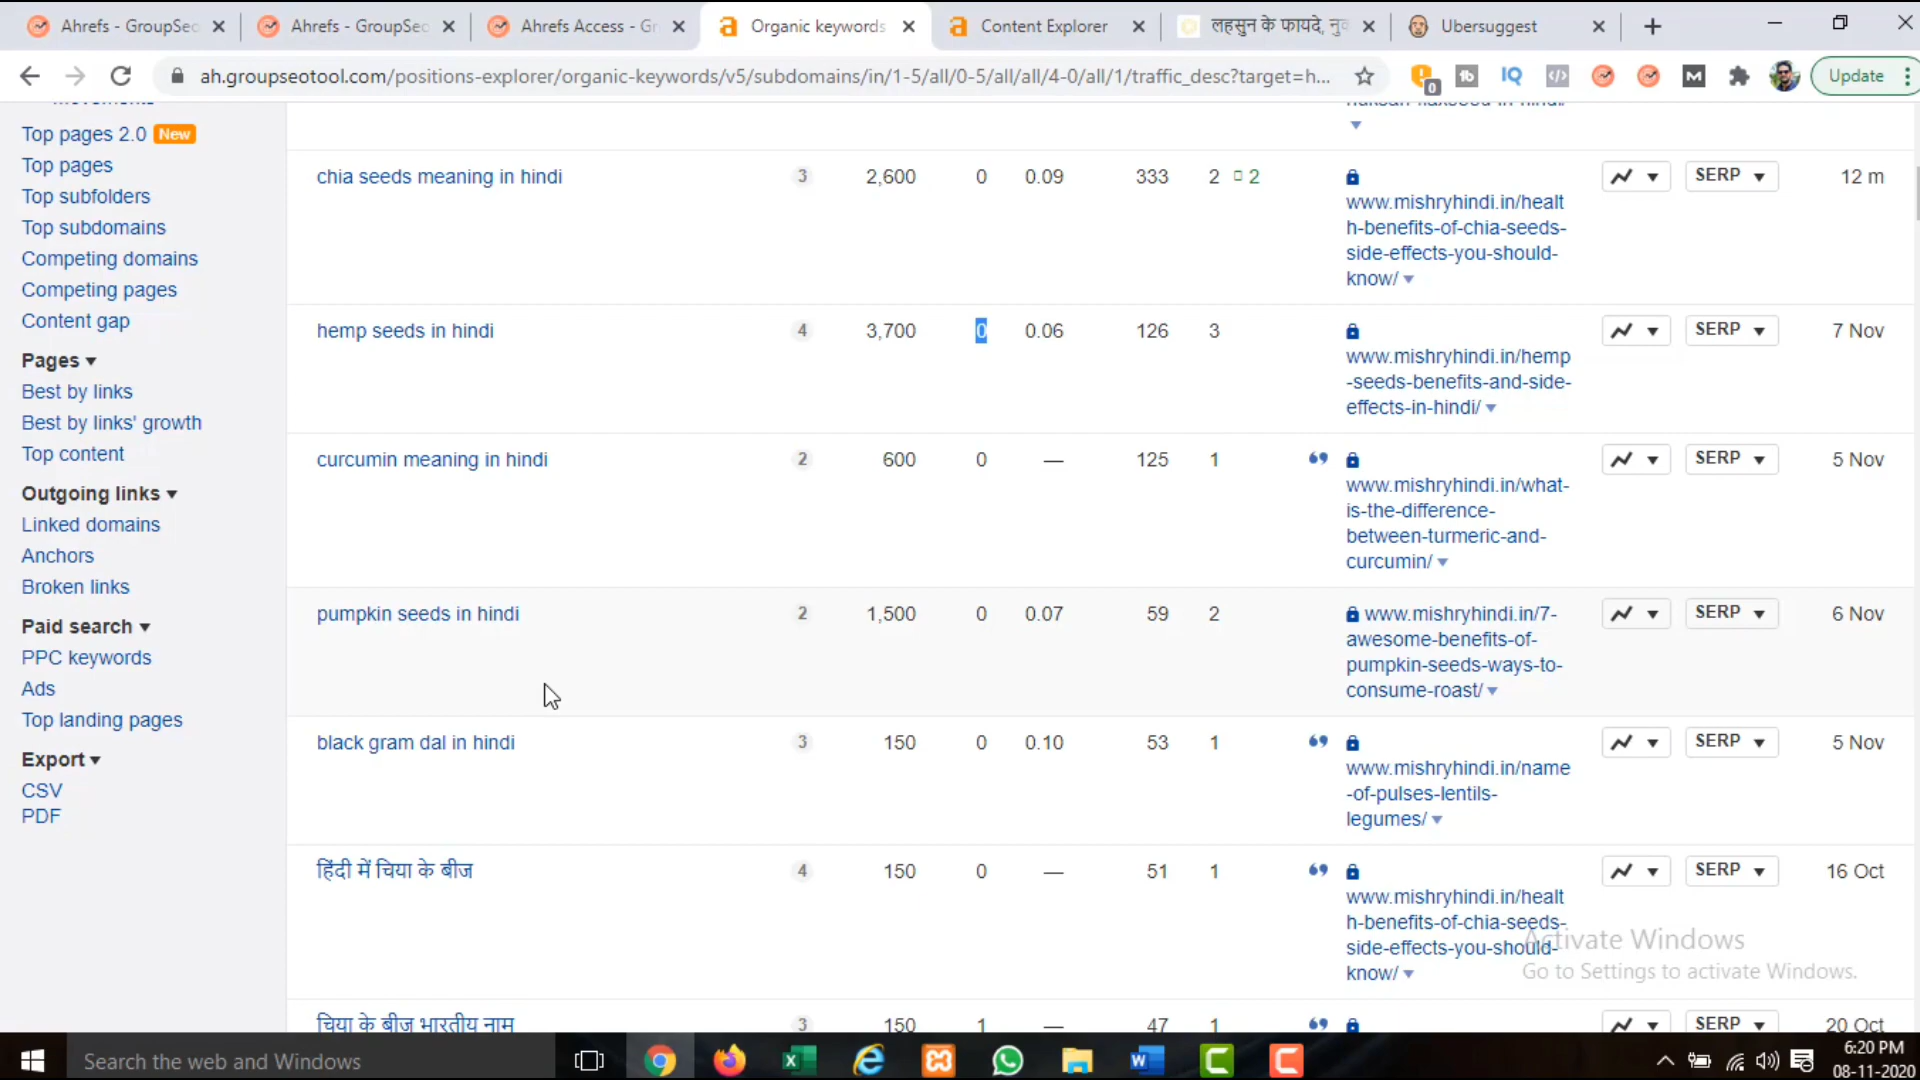 Ahrefs - GroupSeo
Ahrefs - GroupSeo
Ahrefs Access - Gr
Organic keywords
Content Explorer
लहसुन के फायदे, नुक
Ubersuggest
ah.groupseotool.com/positions-explorer/organic-keywords/v5/subdomains/in/1-5/all/0-5/all/all/4-0/all/1/traffic_desc?target=h...
0
1b
IQ
M
Update
Top pages 2.0 New
Top pages
Top subfolders
Top subdomains
Competing domains
Competing pages
Content gap
Pages
Best by links
Best by links' growth
Top content
Outgoing links
Linked domains
Anchors
Broken links
Paid search
PPC keywords
Ads
Top landing pages
Export
CSV
PDF
chia seeds meaning in hindi 3 2,600 0 0.09 333 2 2 SERP 12 m
www.mishryhindi.in/healt
h-benefits-of-chia-seeds-
side-effects-you-should-
know/
hemp seeds in hindi 4 3,700 0 0.06 126 3 SERP 7 Nov
www.mishryhindi.in/hemp
-seeds-benefits-and-side-
effects-in-hindi/
curcumin meaning in hindi 2 600 0 — 125 1 SERP 5 Nov
www.mishryhindi.in/what-
is-the-difference-
between-turmeric-and-
curcumin/
pumpkin seeds in hindi 2 1,500 0 0.07 59 2 www.mishryhindi.in/7- SERP 6 Nov
awesome-benefits-of-
pumpkin-seeds-ways-to-
consume-roast/
black gram dal in hindi 3 150 0 0.10 53 1 SERP 5 Nov
www.mishryhindi.in/name
-of-pulses-lentils-
legumes/
हिंदी में चिया के बीज 4 150 0 — 51 1 SERP 16 Oct
www.mishryhindi.in/healt
h-benefits-of-chia-seeds-
side-effects-you-should-
know/
चिया के बीज भारतीय नाम 3 150 1 — 47 1 SERP 20 Oct
Activate Windows
Go to Settings to activate Windows.
Search the web and Windows
6:20 PM
08-11-2020